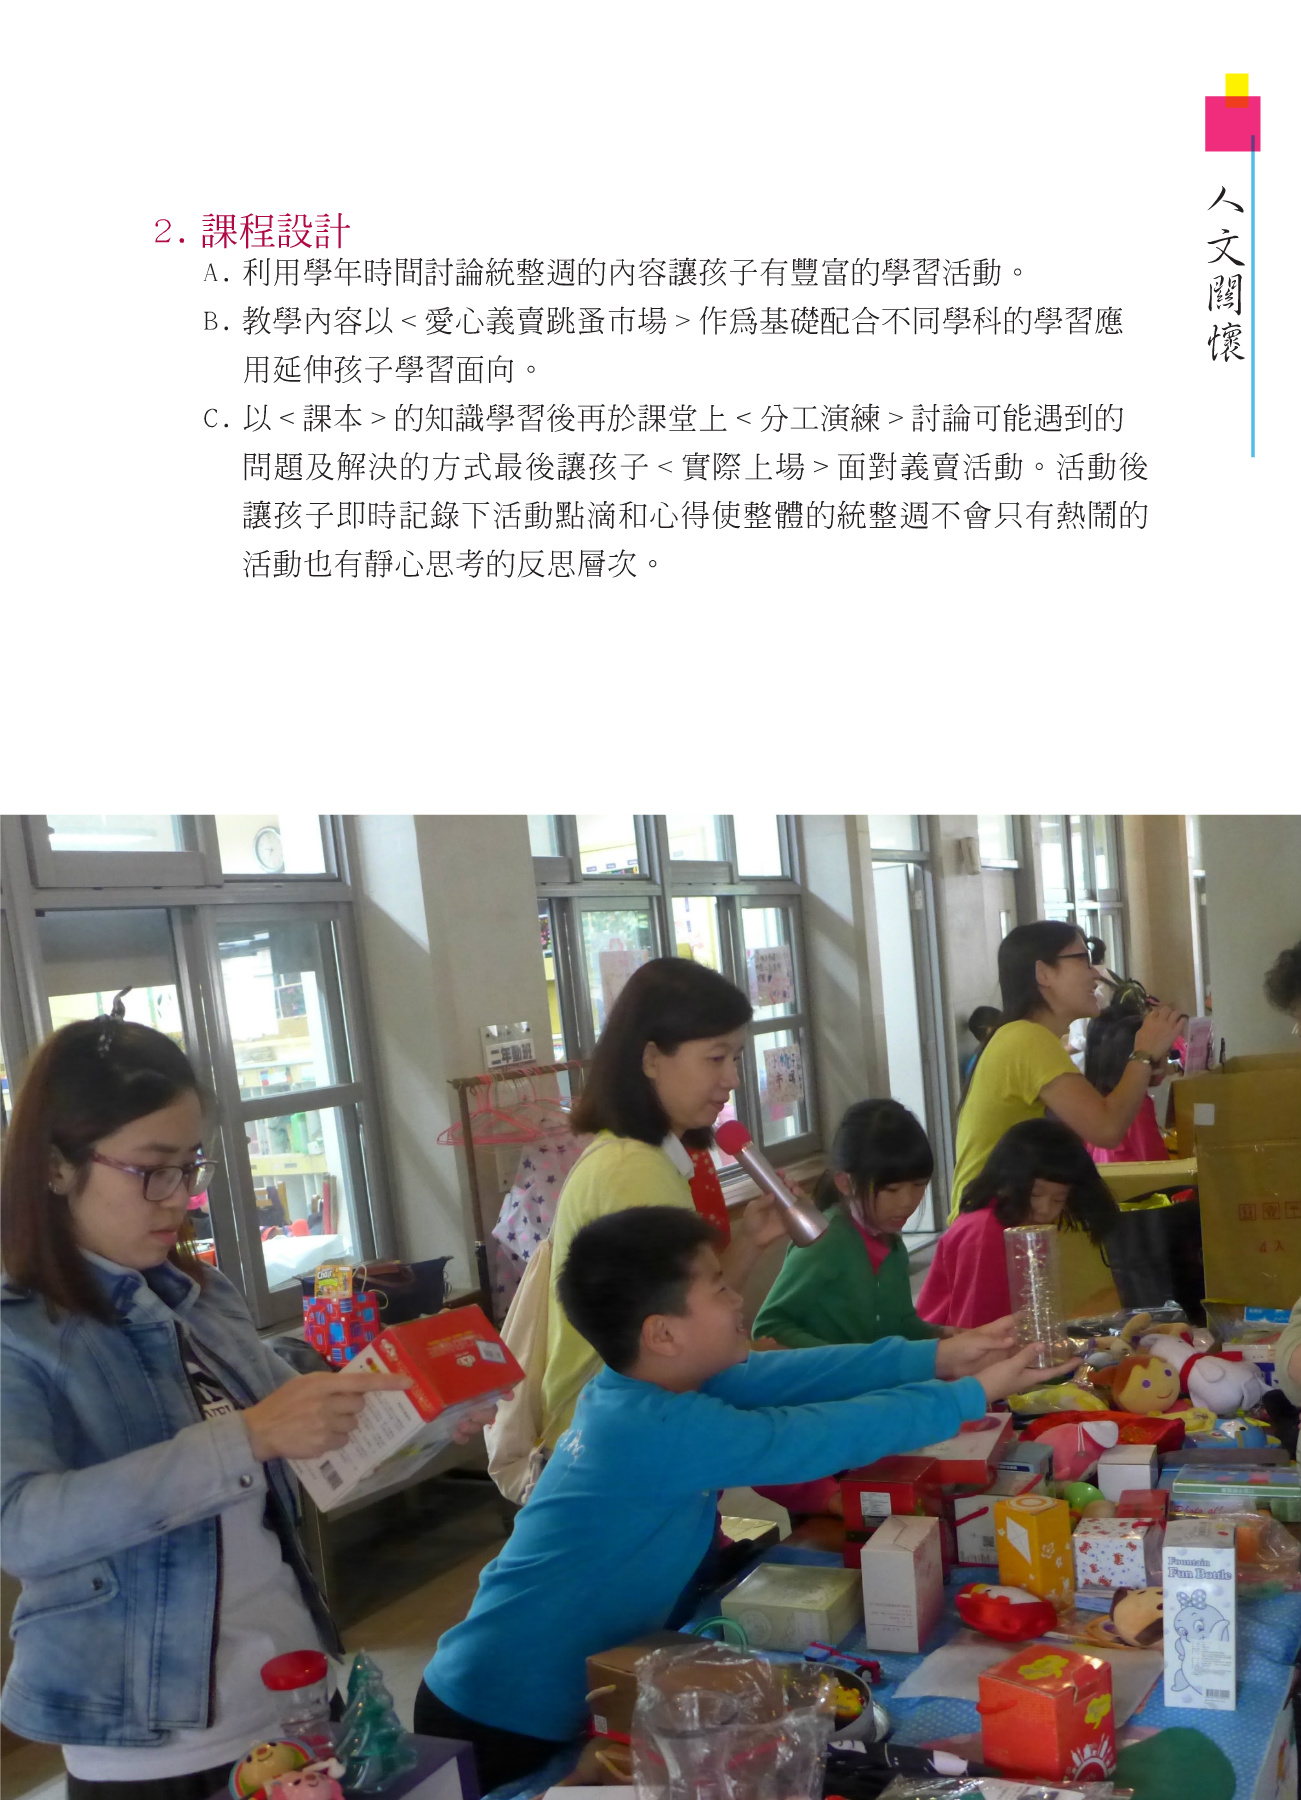 人文關懷
2. 課程設計
A. 利用學年時間討論統整週的內容讓孩子有豐富的學習活動。
B. 教學內容以＜愛心義賣跳蚤市場＞作為基礎配合不同學科的學習應
用延伸孩子學習面向。
C. 以＜課本＞的知識學習後再於課堂上＜分工演練＞討論可能遇到的
問題及解決的方式最後讓孩子＜實際上場＞面對義賣活動。活動後
讓孩子即時記錄下活動點滴和心得使整體的統整週不會只有熱鬧的
活動也有靜心思考的反思層次。
Fountain
Fun Bottle